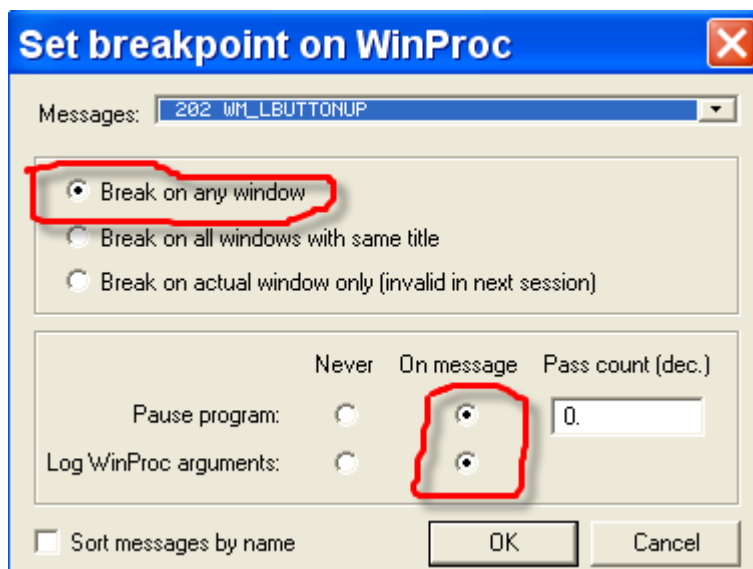 Set breakpoint on WinProc
Messages: 202 WM_LBUTTONUP
Break on any window
Break on all windows with same title
Break on actual window only (invalid in next session)
Never On message Pass count (dec.)
Pause program: 0.
Log WinProc arguments:
Sort messages by name OK Cancel